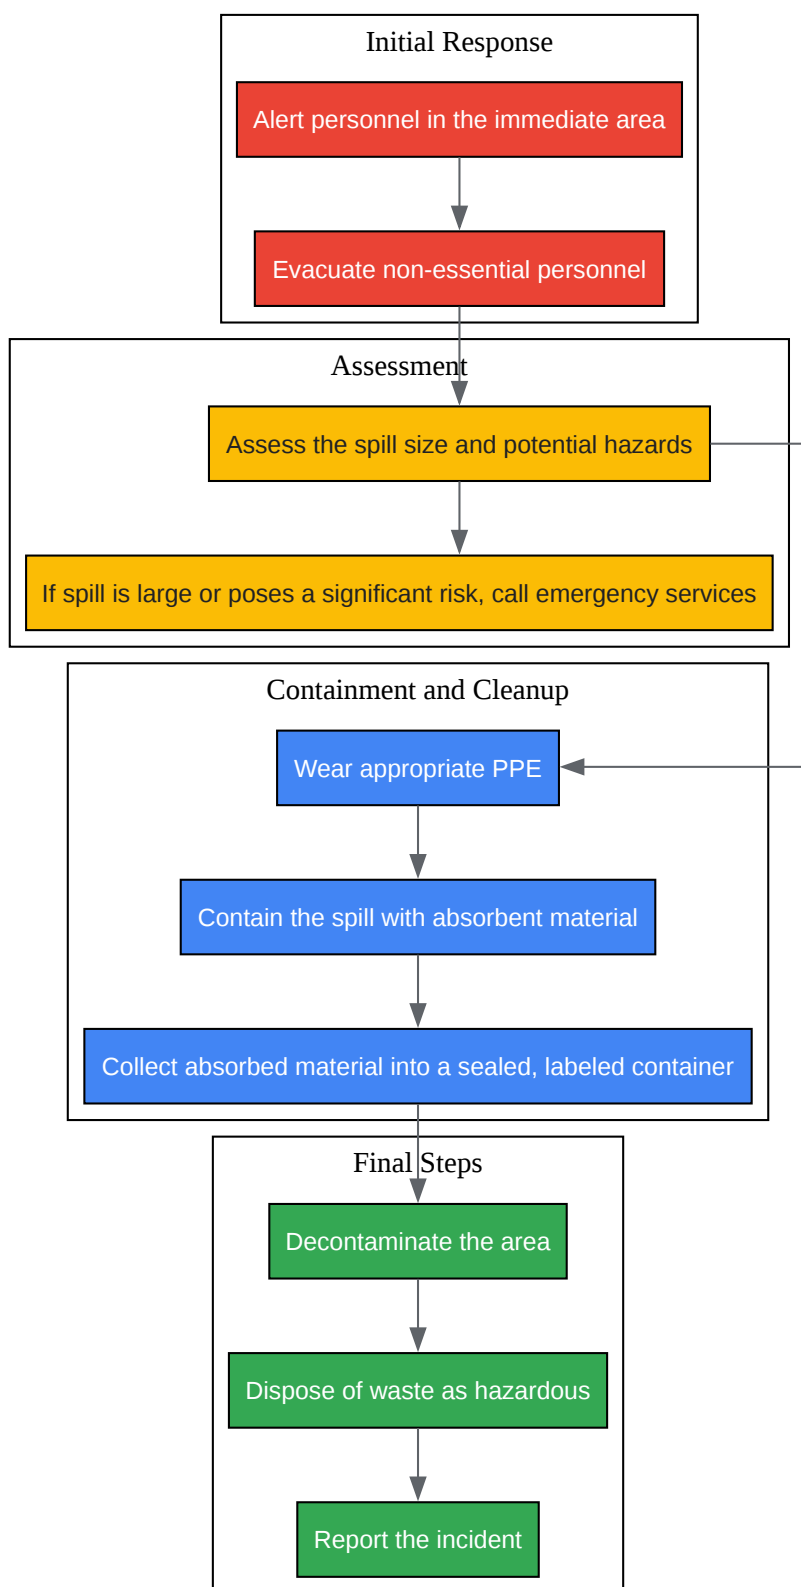 Initial Response
Alert personnel in the immediate area
Evacuate non-essential personnel
Assessment
Assess the spill size and potential hazards
If spill is large or poses a significant risk, call emergency services
Containment and Cleanup
Wear appropriate PPE
Contain the spill with absorbent material
Collect absorbed material into a sealed, labeled container
Final Steps
Decontaminate the area
Dispose of waste as hazardous
Report the incident